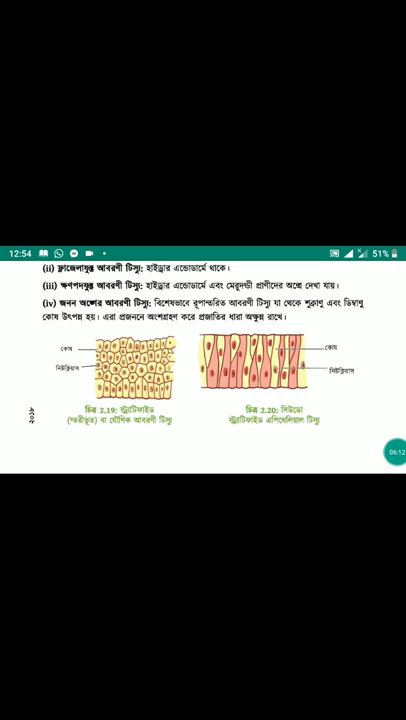 12:54
51%
(ii) ফ্লাজেলাযুক্ত আবরণী টিস্যু: হাইড্রার এন্ডোডার্মে থাকে।
(iii) ক্ষণপদযুক্ত আবরণী টিস্যু: হাইড্রার এন্ডোডার্মে এবং মেরুদন্ডী প্রাণীদের অন্ত্রে দেখা যায়।
(iv) জনন অঙ্গের আবরণী টিস্যু: বিশেষভাবে রূপান্তরিত আবরণী টিস্যু যা থেকে শুক্রাণু এবং ডিম্বাণু
কোষ উৎপন্ন হয়। এরা প্রজননে অংশগ্রহণ করে প্রজাতির ধারা অক্ষুন্ন রাখে।
কোষ
নিউক্লিয়াস
চিত্র 2.19: স্ট্র্যাটিফাইড
(স্তরীভূত) বা যৌগিক আবরণী টিস্যু
কোষ
নিউক্লিয়াস
চিত্র 2.20: সিউডো
স্ট্র্যাটিফাইড এপিথেলিয়াল টিস্যু
২০১৮
06:12